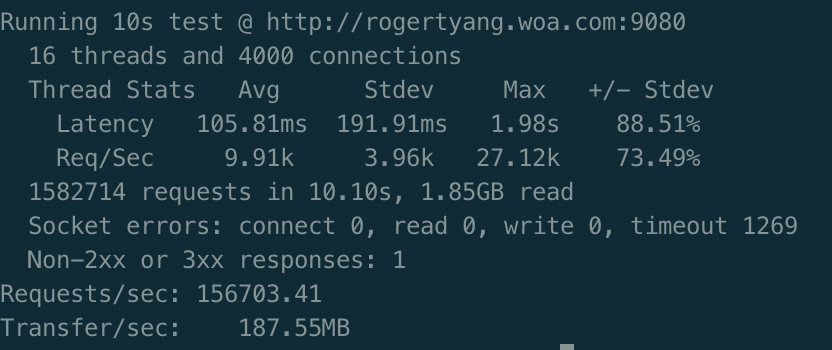 Running 10s test @ http://rogertyang.woa.com:9080
  16 threads and 4000 connections
  Thread Stats   Avg      Stdev     Max   +/- Stdev
    Latency   105.81ms  191.91ms   1.98s    88.51%
    Req/Sec     9.91k     3.96k   27.12k    73.49%
  1582714 requests in 10.10s, 1.85GB read
  Socket errors: connect 0, read 0, write 0, timeout 1269
  Non-2xx or 3xx responses: 1
Requests/sec: 156703.41
Transfer/sec:    187.55MB